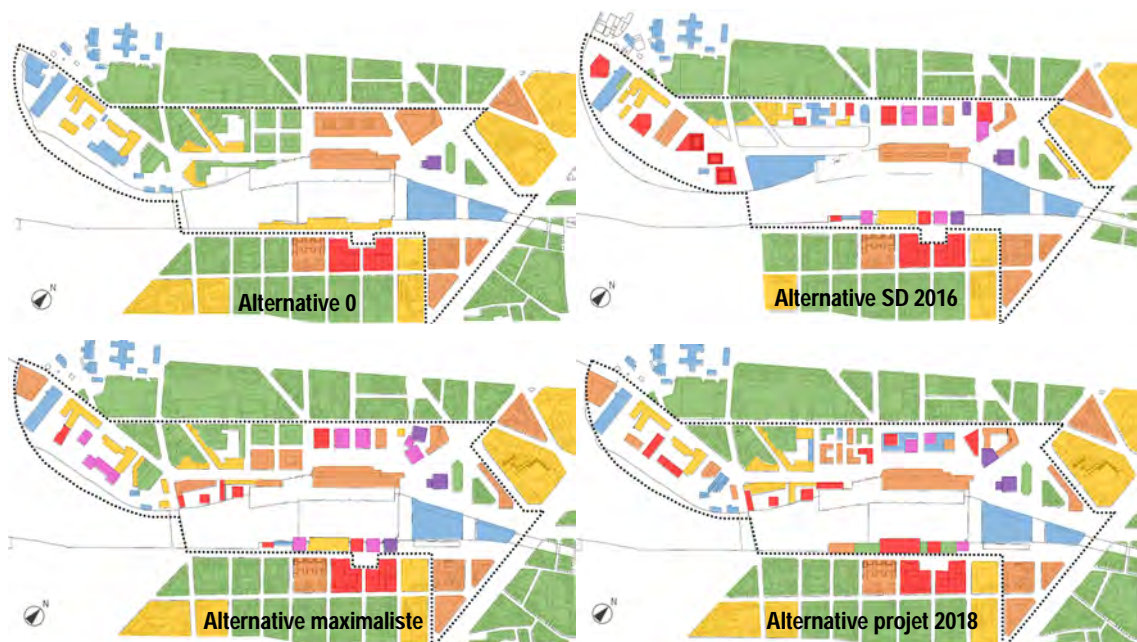 N
Alternative 0
N
Alternative SD 2016
N
Alternative maximaliste
N
Alternative projet 2018